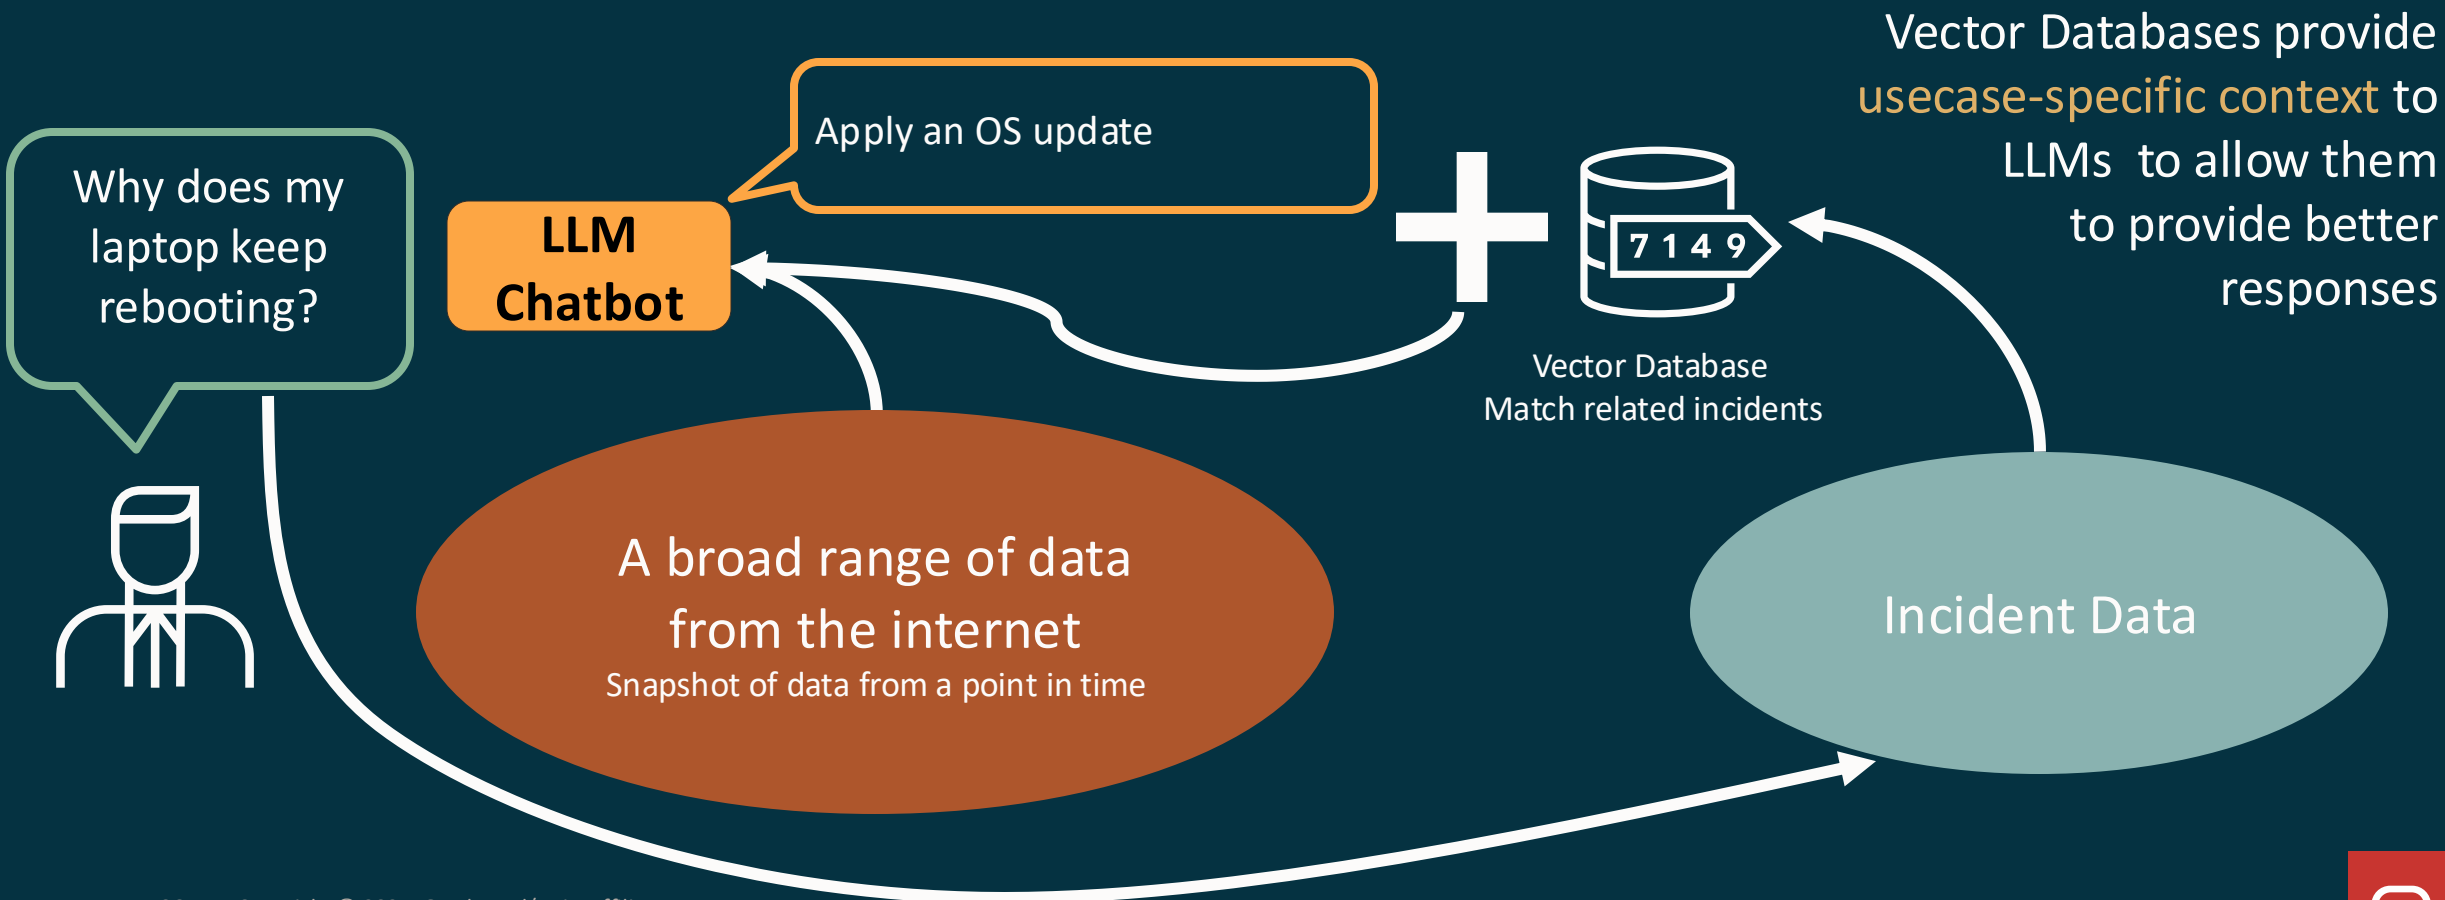 Vector Databases provide
usecase-specific context to
LLMs to allow them
to provide better
responses
Apply an OS update
Why does my
laptop keep
rebooting?
LLM
Chatbot
7 1 4 9
Vector Database
Match related incidents
A broad range of data
from the internet
Snapshot of data from a point in time
Incident Data